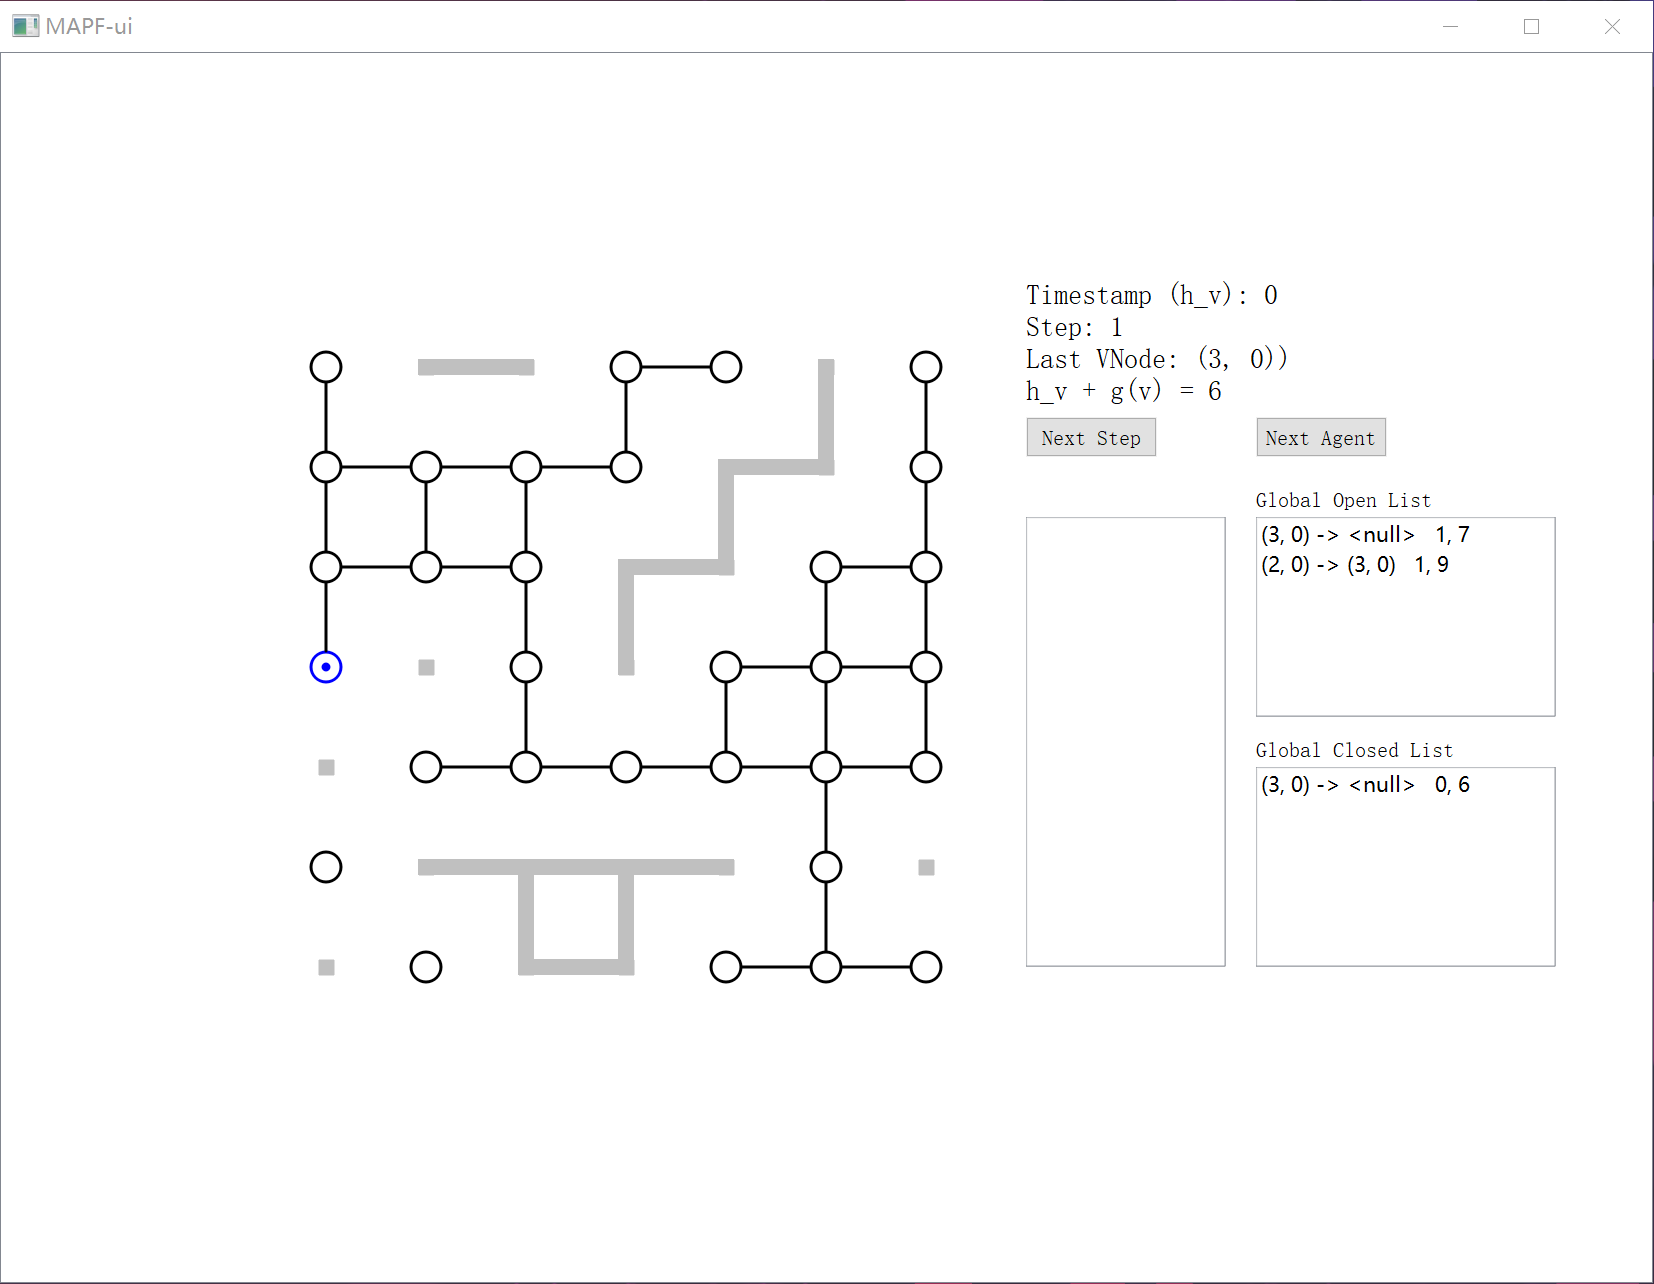 MAPF-ui
Timestamp (h_v): 0
Step: 1
Last VNode: (3, 0))
h_v + g(v) = 6
Next Step
Next Agent
Global Open List
(3, 0) -> <null>   1, 7
(2, 0) -> (3, 0)   1, 9
Global Closed List
(3, 0) -> <null>   0, 6